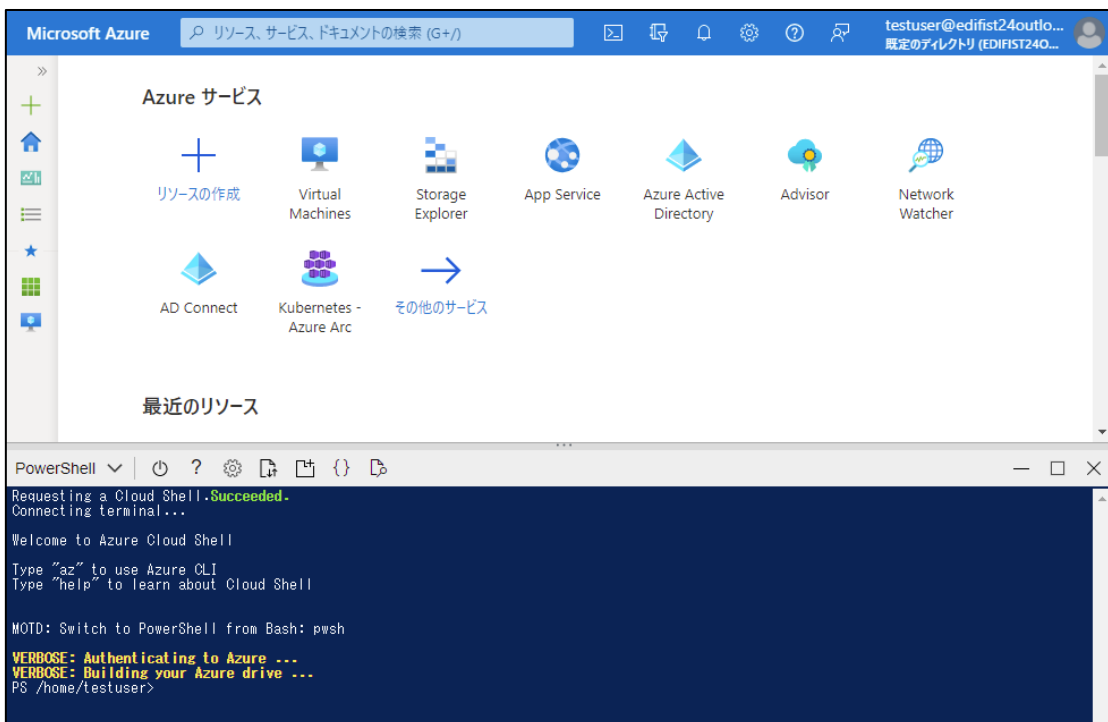 Microsoft Azure
リソース、サービス、ドキュメントの検索 (G+/)
testuser@edifist24outlo...
既定のディレクトリ (EDIFIST24O...
Azure サービス
リソースの作成
Virtual
Machines
Storage
Explorer
App Service
Azure Active
Directory
Advisor
Network
Watcher
AD Connect
Kubernetes -
Azure Arc
その他のサービス
最近のリソース
PowerShell
Requesting a Cloud Shell.Succeeded.
Connecting terminal...
Welcome to Azure Cloud Shell
Type "az" to use Azure CLI
Type "help" to learn about Cloud Shell
MOTD: Switch to PowerShell from Bash: pwsh
VERBOSE: Authenticating to Azure ...
VERBOSE: Building your Azure drive ...
PS /home/testuser>